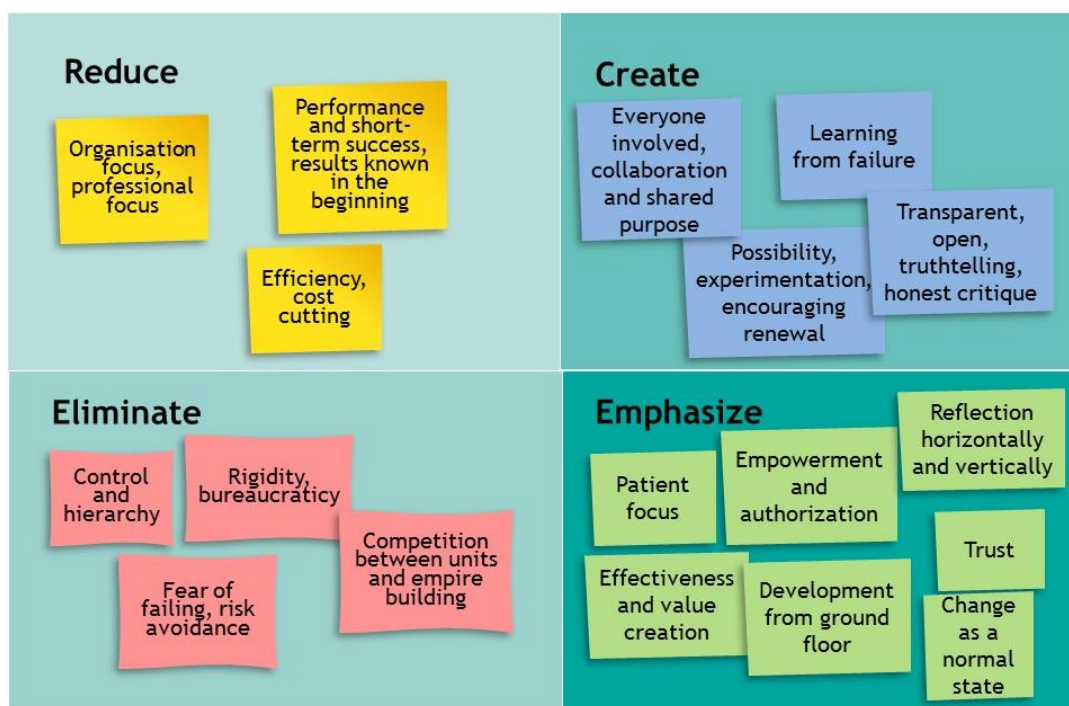 Reduce
Organisation
focus,
professional
focus
Performance
and short-
term success,
results known
in the
beginning
Efficiency,
cost
cutting
Create
Everyone
involved,
collaboration
and shared
purpose
Learning
from failure
Possibility,
experimentation,
encouraging
renewal
Transparent,
open,
truthtelling,
honest critique
Eliminate
Control
and
hierarchy
Rigidity,
bureaucraticy
Fear of
failing, risk
avoidance
Competition
between units
and empire
building
Emphasize
Patient
focus
Empowerment
and
authorization
Reflection
horizontally
and vertically
Effectiveness
and value
creation
Development
from ground
floor
Trust
Change
as a
normal
state